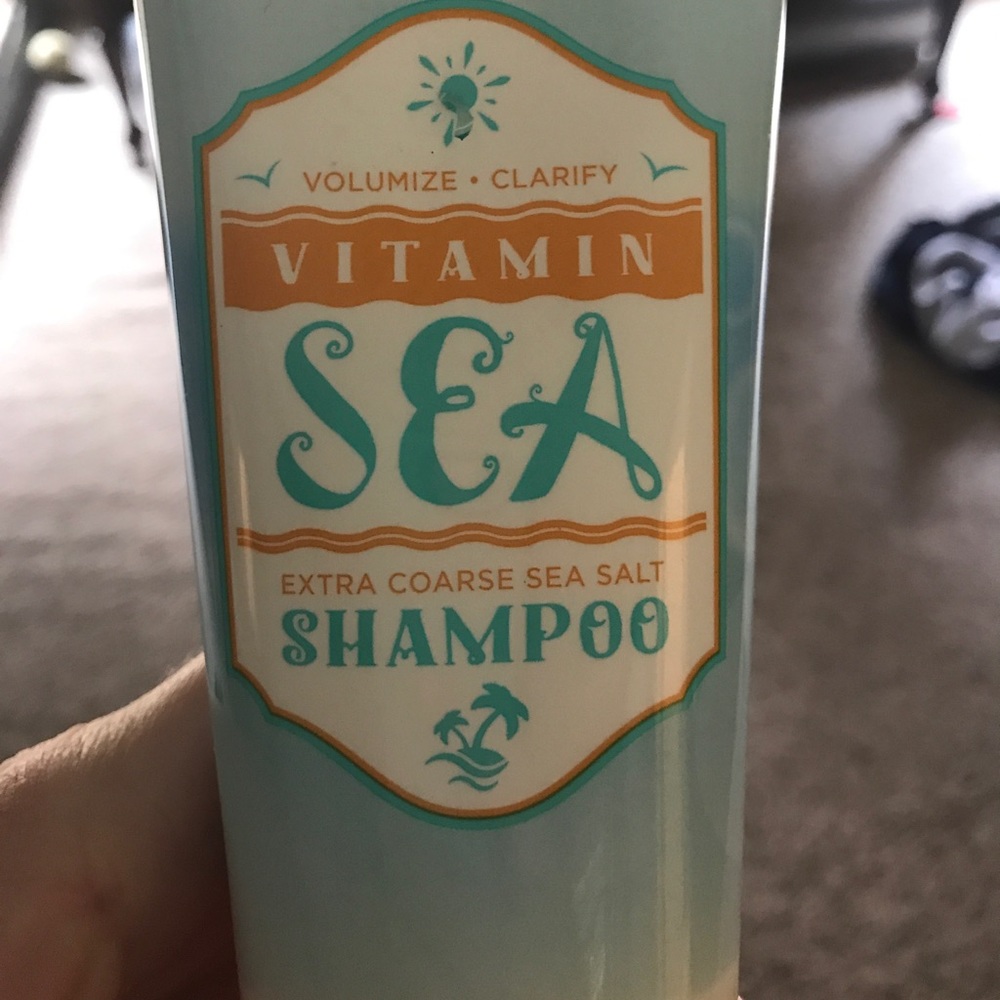 VOLUMIZE • CLARIFY
VITAMIN
SEA
EXTRA COARSE SEA SALT
SHAMPOO